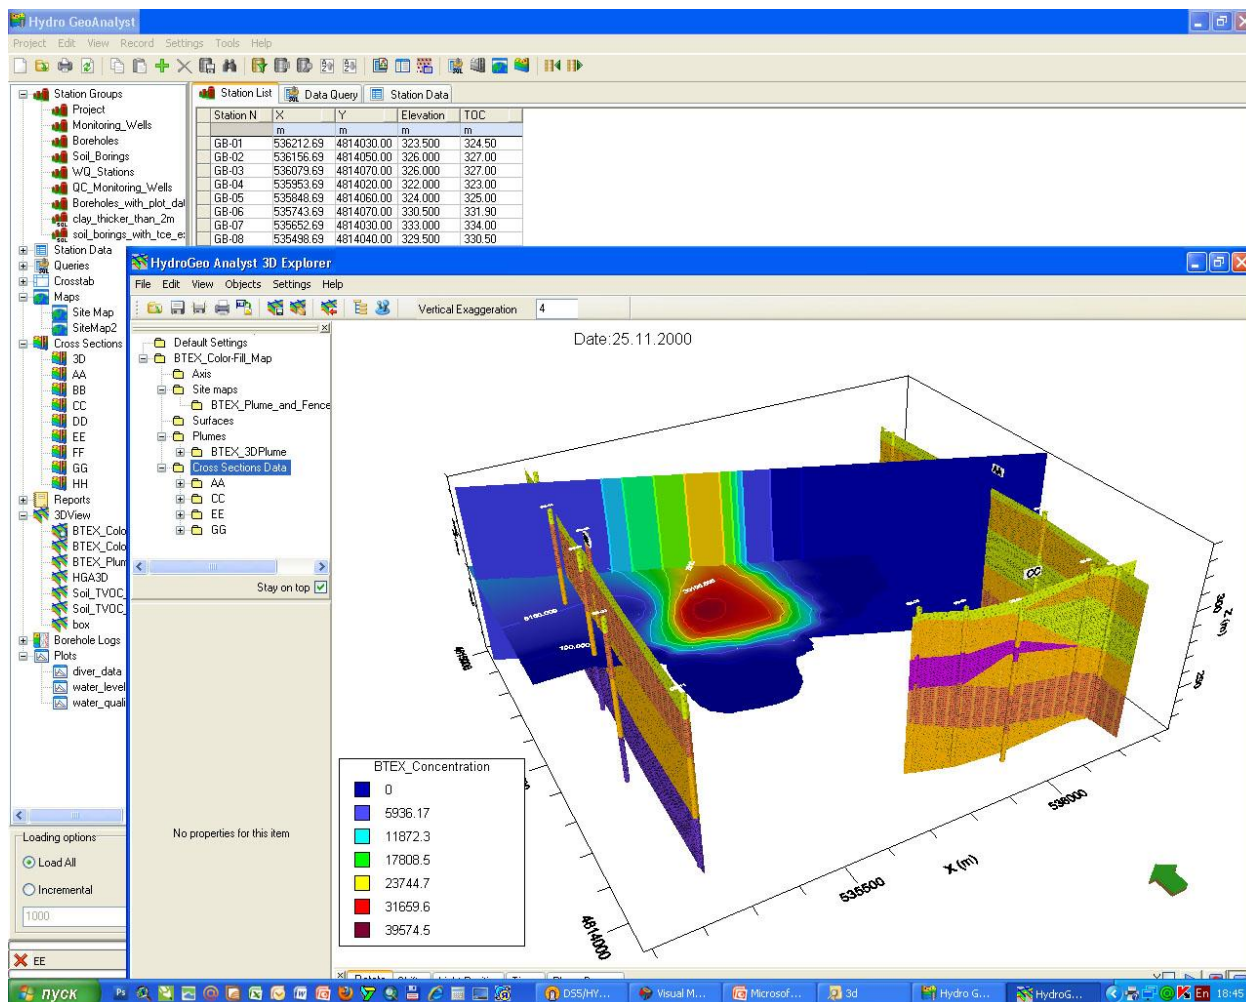 Hydro GeoAnalyst
Project Edit View Record Settings Tools Help
Station Groups
Project
Monitoring_Wells
Boreholes
Soil_Borings
WQ_Stations
QC_Monitoring_Wells
Boreholes_with_plot_dat
clay_thicker_than_2m
soil_borings_with_tce_e
Station Data
Queries
Crosstab
Maps
Site Map
SiteMap2
Cross Sections
3D
AA
BB
CC
DD
EE
FF
GG
HH
Reports
3DView
BTEX_Colo
BTEX_Colo
BTEX_Plum
HGA3D
Soil_TVOC_
Soil_TVOC_
box
Borehole Logs
Plots
diver_data
water_level
water_quali
Loading options
Load All
Incremental
1000
EE
Station List Data Query Station Data
Station N X Y Elevation TOC
m m m m
GB-01 536212.69 4814030.00 323.500 324.50
GB-02 536156.69 4814050.00 326.000 327.00
GB-03 536079.69 4814070.00 326.000 327.00
GB-04 535953.69 4814020.00 322.000 323.00
GB-05 535848.69 4814060.00 324.000 325.00
GB-06 535743.69 4814070.00 330.500 331.90
GB-07 535652.69 4814030.00 333.000 334.00
GB-08 535498.69 4814040.00 329.500 330.50
HydroGeo Analyst 3D Explorer
File Edit View Objects Settings Help
Vertical Exaggeration 4
Default Settings
BTEX_Color-Fill_Map
Axis
Site maps
BTEX_Plume_and_Fence
Surfaces
Plumes
BTEX_3DPlume
Cross Sections Data
AA
CC
EE
GG
Stay on top
No properties for this item
Date:25.11.2000
AA
CC
300
Z (m)
250
536000
X (m)
535500
4814000
BTEX_Concentration
0
5936.17
11872.3
17808.5
23744.7
31659.6
39574.5
пуск
DS5/HY...
Visual M...
Microsof...
3d
Hydro G...
HydroG...
En
18:45